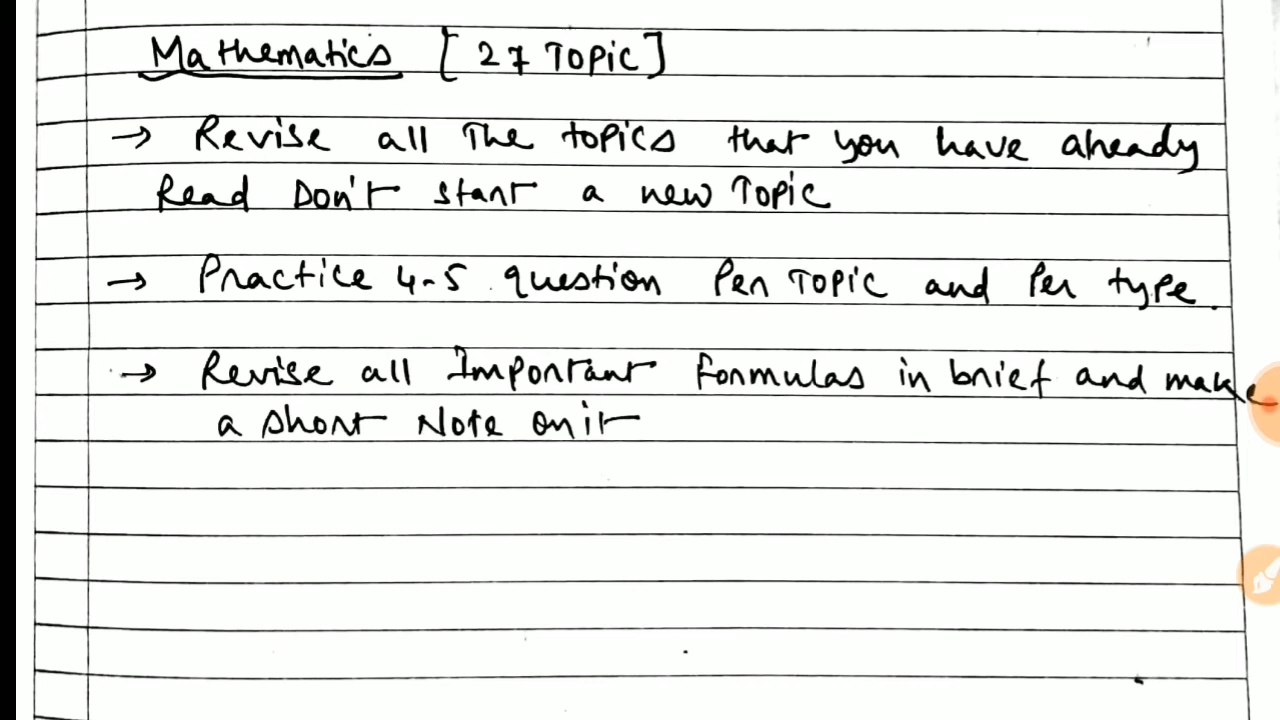 Mathematics [27 Topic]
→ Revise all The topics that you have already
Read Don't start a new Topic
→ Practice 4-5 question Per Topic and Per type.
→ Revise all Important formulas in brief and make
a short Note on it